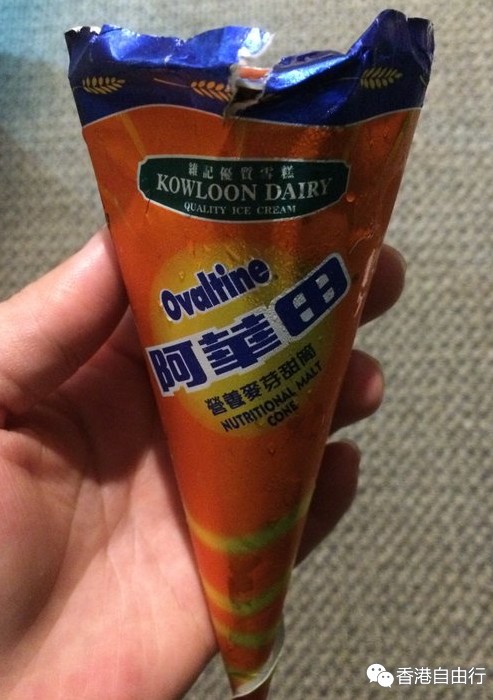 維記優質雪糕
KOWLOON DAIRY
QUALITY ICE CREAM
Ovaltine
阿華田
營養麥芽甜筒
NUTRITIONAL MALT
CONE
香港自由行